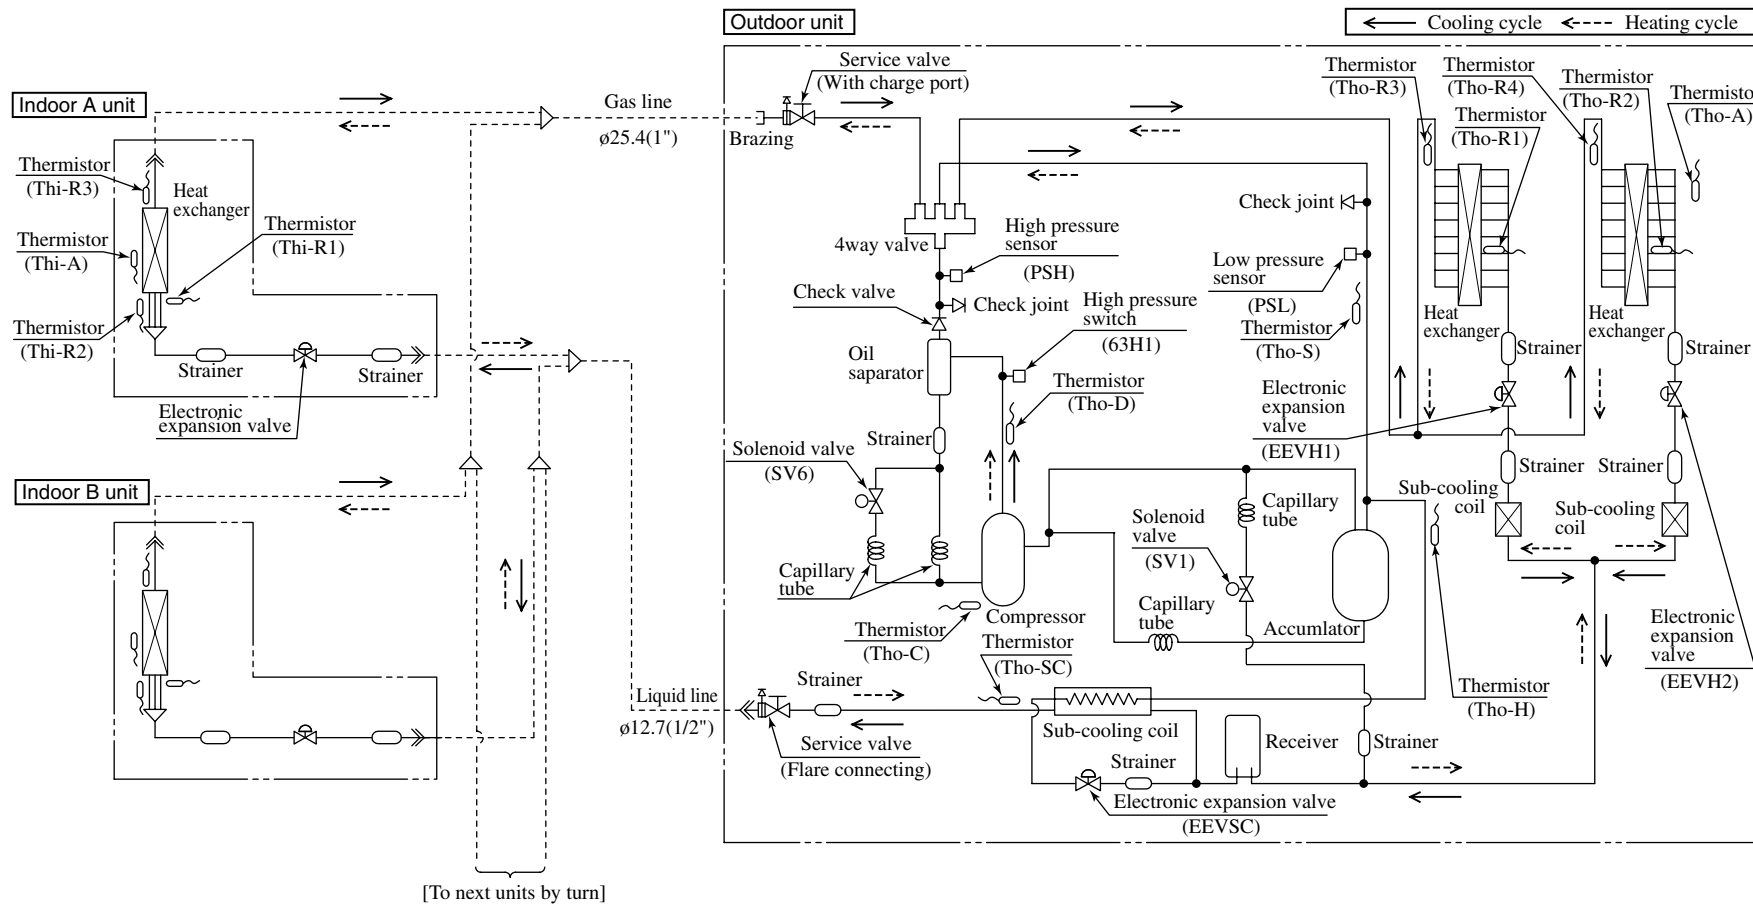 Outdoor unit
Cooling cycle
Heating cycle
Indoor A unit
Thermistor
(Thi-R3)
Heat
exchanger
Thermistor
(Thi-R1)
Thermistor
(Thi-A)
Thermistor
(Thi-R2)
Strainer
Strainer
Electronic
expansion valve
Indoor B unit
Gas line
ø25.4(1")
Brazing
Service valve
(With charge port)
4way valve
High pressure
sensor
(PSH)
Check valve
Check joint
High pressure
switch
(63H1)
Oil
saparator
Thermistor
(Tho-D)
Strainer
Solenoid valve
(SV6)
Capillary
tube
Compressor
Thermistor
(Tho-C)
Thermistor
(Tho-SC)
Check joint
Low pressure
sensor
(PSL)
Thermistor
(Tho-S)
Thermistor
(Tho-R3)
Thermistor
(Tho-R4)
Thermistor
(Tho-R2)
Thermistor
(Tho-R1)
Thermisto
(Tho-A)
Heat
exchanger
Heat
exchanger
Strainer
Strainer
Electronic
expansion
valve
(EEVH1)
Strainer
Strainer
Sub-cooling
coil
Sub-cooling
coil
Capillary
tube
Solenoid
valve
(SV1)
Capillary
tube
Accumlator
Electronic
expansion
valve
(EEVH2)
Thermistor
(Tho-H)
Liquid line
ø12.7(1/2")
Strainer
Service valve
(Flare connecting)
Sub-cooling coil
Receiver
Strainer
Strainer
Electronic expansion valve
(EEVSC)
[To next units by turn]